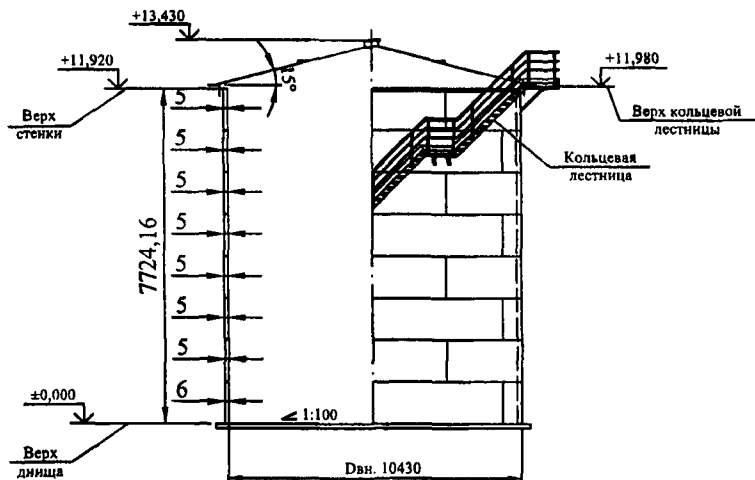 +13,430
+11,920
+11,980
15°
Верх
стенки
Верх кольцевой
лестницы
Кольцевая
лестница
5
5
5
5
5
5
5
6
7724,16
±0,000
1:100
Верх
днища
Dвн. 10430